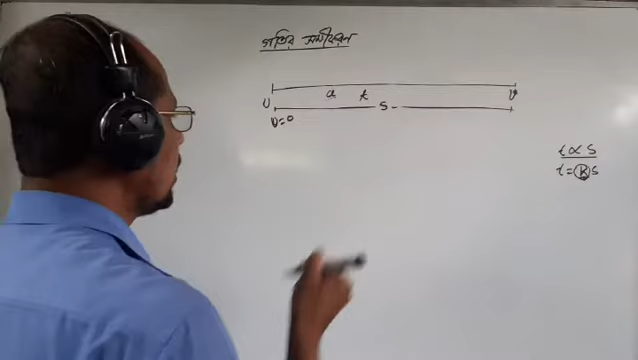 গতির সমীকরণ
u a t v
s
u=0
t ∝ s
t = k s